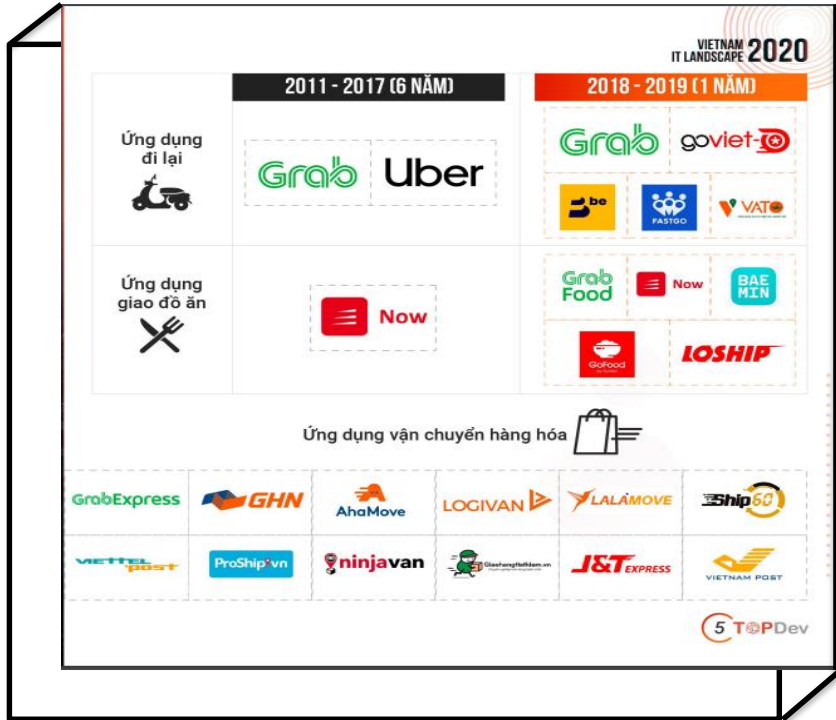 VIETNAM
IT LANDSCAPE 2020
2011 - 2017 (6 NĂM)
2018 - 2019 (1 NĂM)
Ứng dụng
đi lại
Grab
Uber
Grab
goviet
be
FASTGO
VATO
Ứng dụng
giao đồ ăn
Now
Grab
Food
Now
BAE
MIN
GoFood
LOSHIP
Ứng dụng vận chuyển hàng hóa
GrabExpress
GHN
AhaMove
LOGIVAN
LALAMOVE
Ship60
VIETTEL
post
ProShip.vn
ninjavan
Giaohangtietkiem.vn
J&T EXPRESS
VIETNAM POST
5 TOPDev